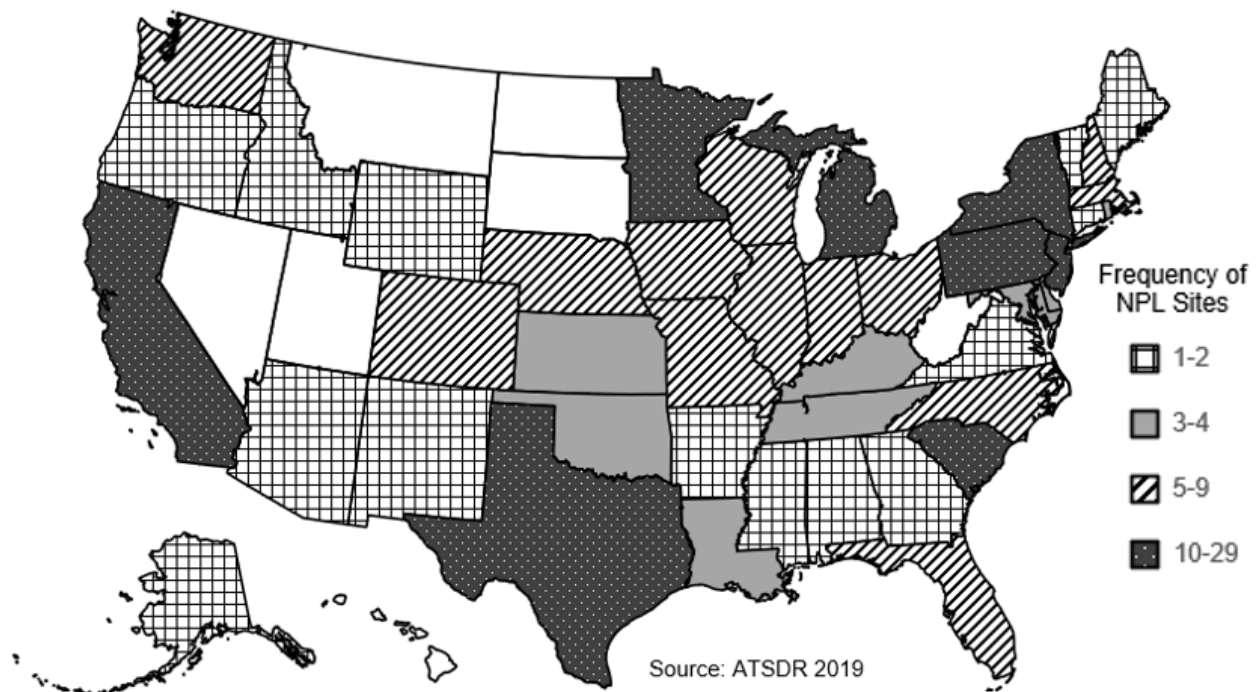 Frequency of
NPL Sites
1-2
3-4
5-9
10-29
Source: ATSDR 2019